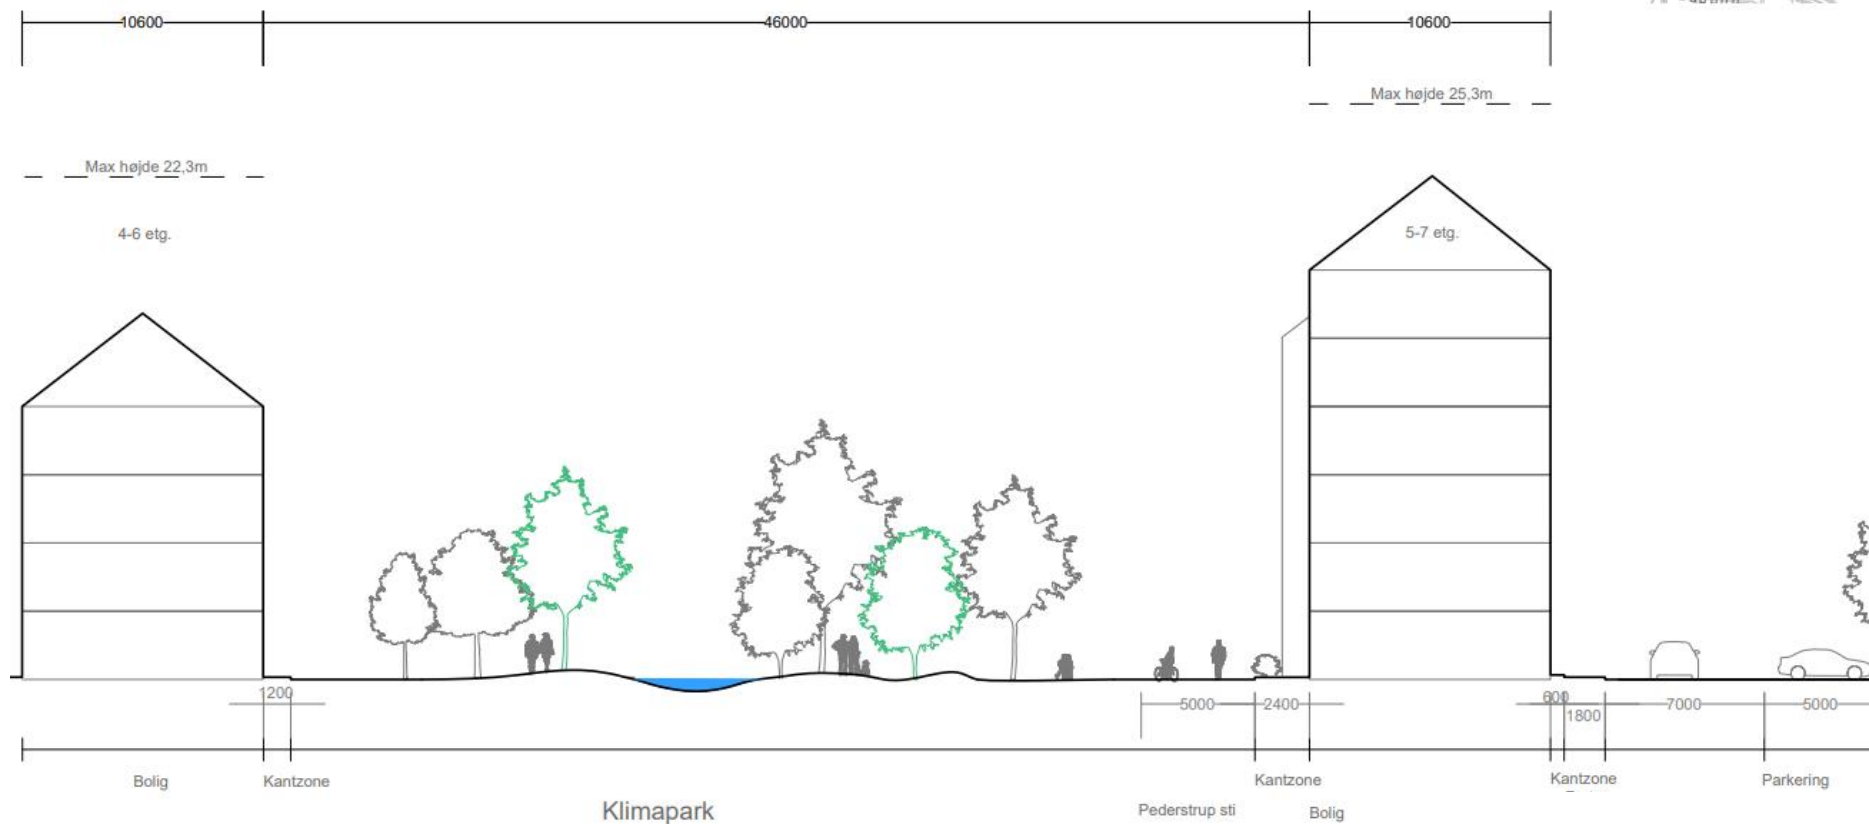 10600
46000
10600
Max højde 25,3m
Max højde 22,3m
4-6 etg.
5-7 etg.
1200
5000
2400
600
1800
7000
5000
Bolig
Kantzone
Kantzone
Kantzone
Parkering
Klimapark
Pederstrup sti
Bolig